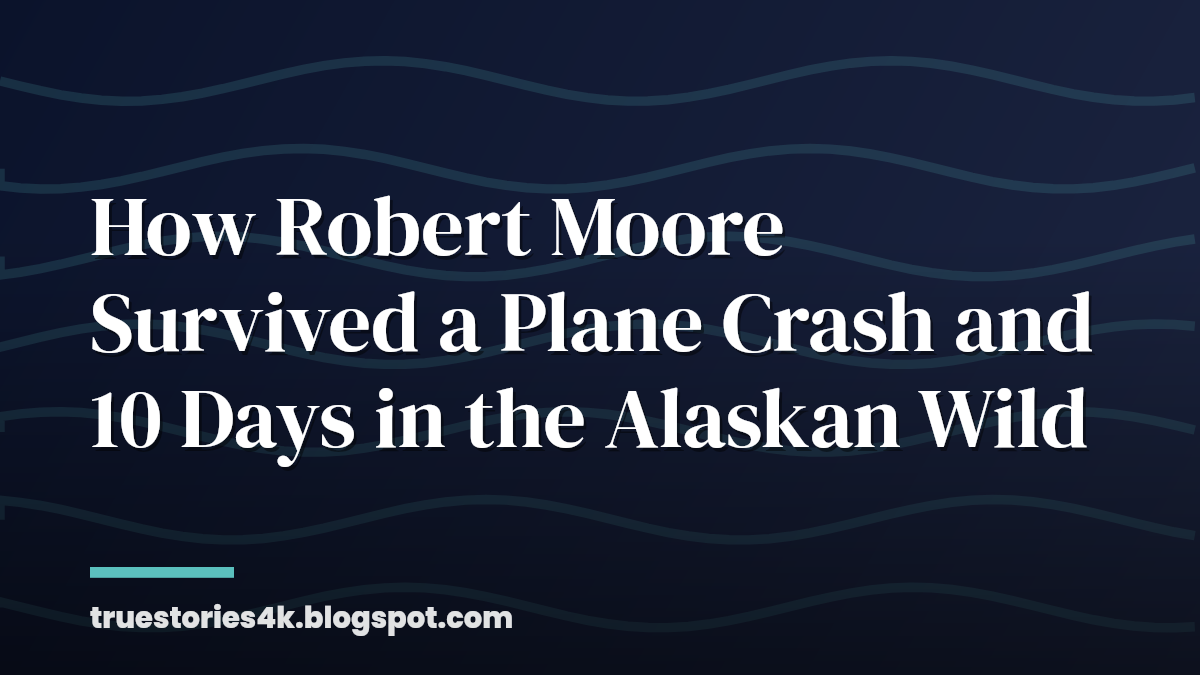 How Robert Moore
Survived a Plane Crash and
10 Days in the Alaskan Wild
truestories4k.blogspot.com